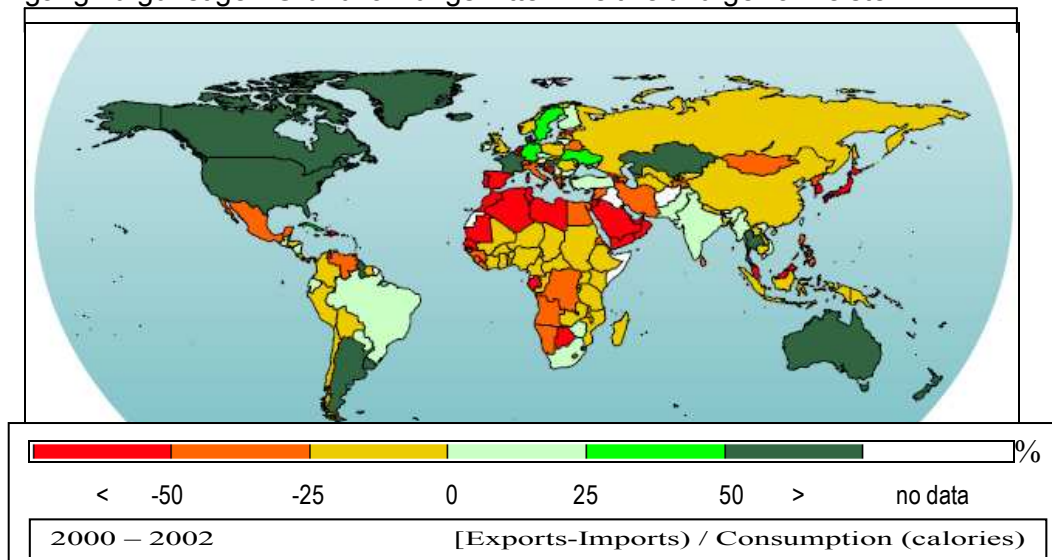 %
< -50 -25 0 25 50 > no data
2000 – 2002 [Exports-Imports) / Consumption (calories)